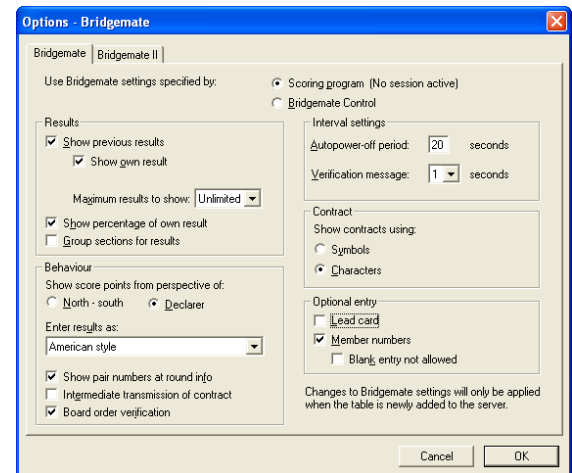 Options - Bridgemate
Bridgemate
Bridgemate II
Use Bridgemate settings specified by:
Scoring program (No session active)
Bridgemate Control
Results
Show previous results
Show own result
Maximum results to show: Unlimited
Show percentage of own result
Group sections for results
Behaviour
Show score points from perspective of:
North - south
Declarer
Enter results as:
American style
Show pair numbers at round info
Intermediate transmission of contract
Board order verification
Interval settings
Autopower-off period: 20 seconds
Verification message: 1 seconds
Contract
Show contracts using:
Symbols
Characters
Optional entry
Lead card
Member numbers
Blank entry not allowed
Changes to Bridgemate settings will only be applied
when the table is newly added to the server.
Cancel
OK